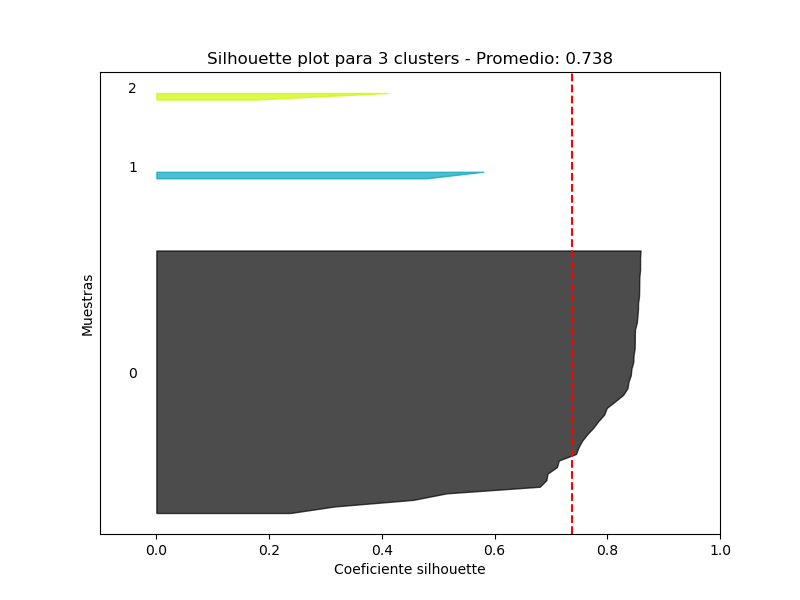 Silhouette plot para 3 clusters - Promedio: 0.738
2
1
0
Muestras
0.0 0.2 0.4 0.6 0.8 1.0
Coeficiente silhouette